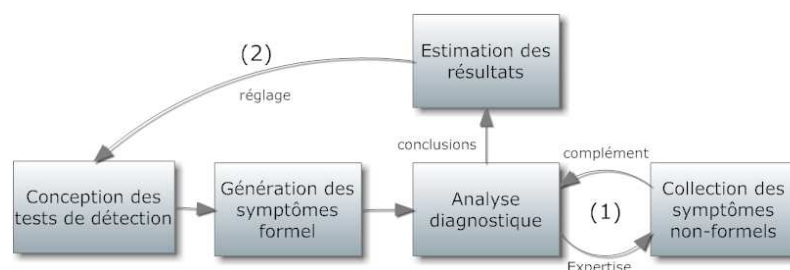 (2)
réglage
Estimation des
résultats
conclusions
complément
Conception des
tests de détection
Génération des
symptômes
formel
Analyse
diagnostique
(1)
Collection des
symptômes
non-formels
Expertise